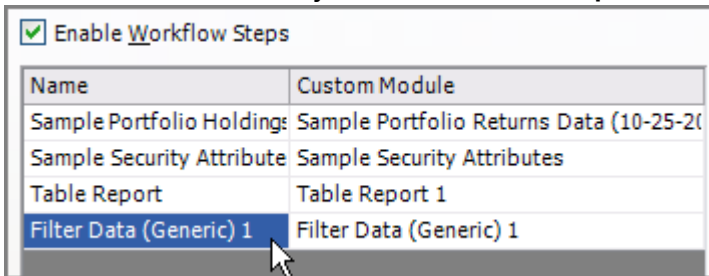 Enable Workflow Steps
Name Custom Module
Sample Portfolio Holdings Sample Portfolio Returns Data (10-25-20
Sample Security Attribute Sample Security Attributes
Table Report Table Report 1
Filter Data (Generic) 1 Filter Data (Generic) 1